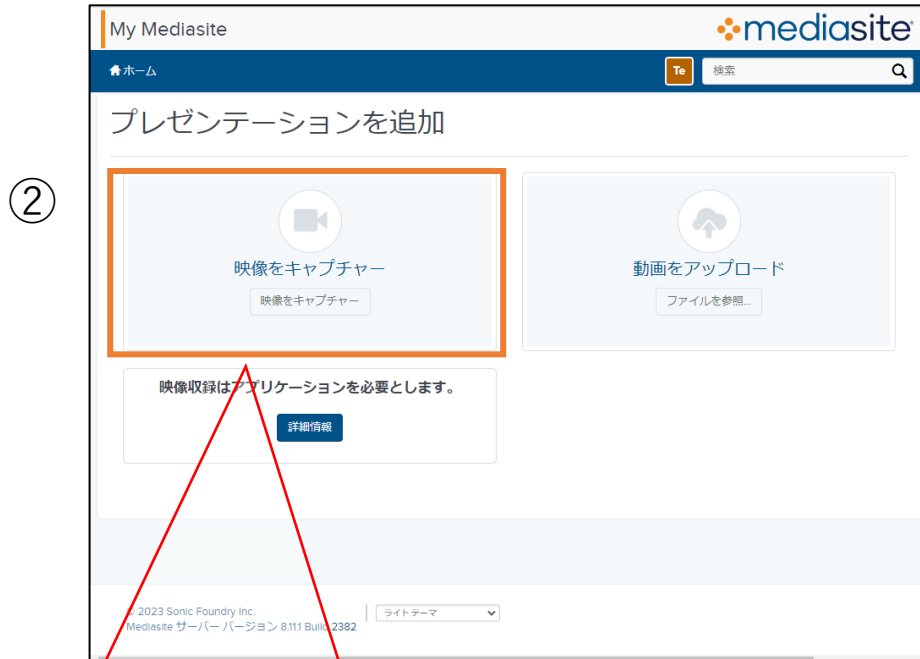 My Mediasite
mediasite
ホーム
Te
検索
プレゼンテーションを追加
②
映像をキャプチャー
映像をキャプチャー
動画をアップロード
ファイルを参照...
映像収録はアプリケーションを必要とします。
詳細情報
© 2023 Sonic Foundry Inc.
ライト テーマ
Mediasite サーバー バージョン 8.11.1 Build 2382